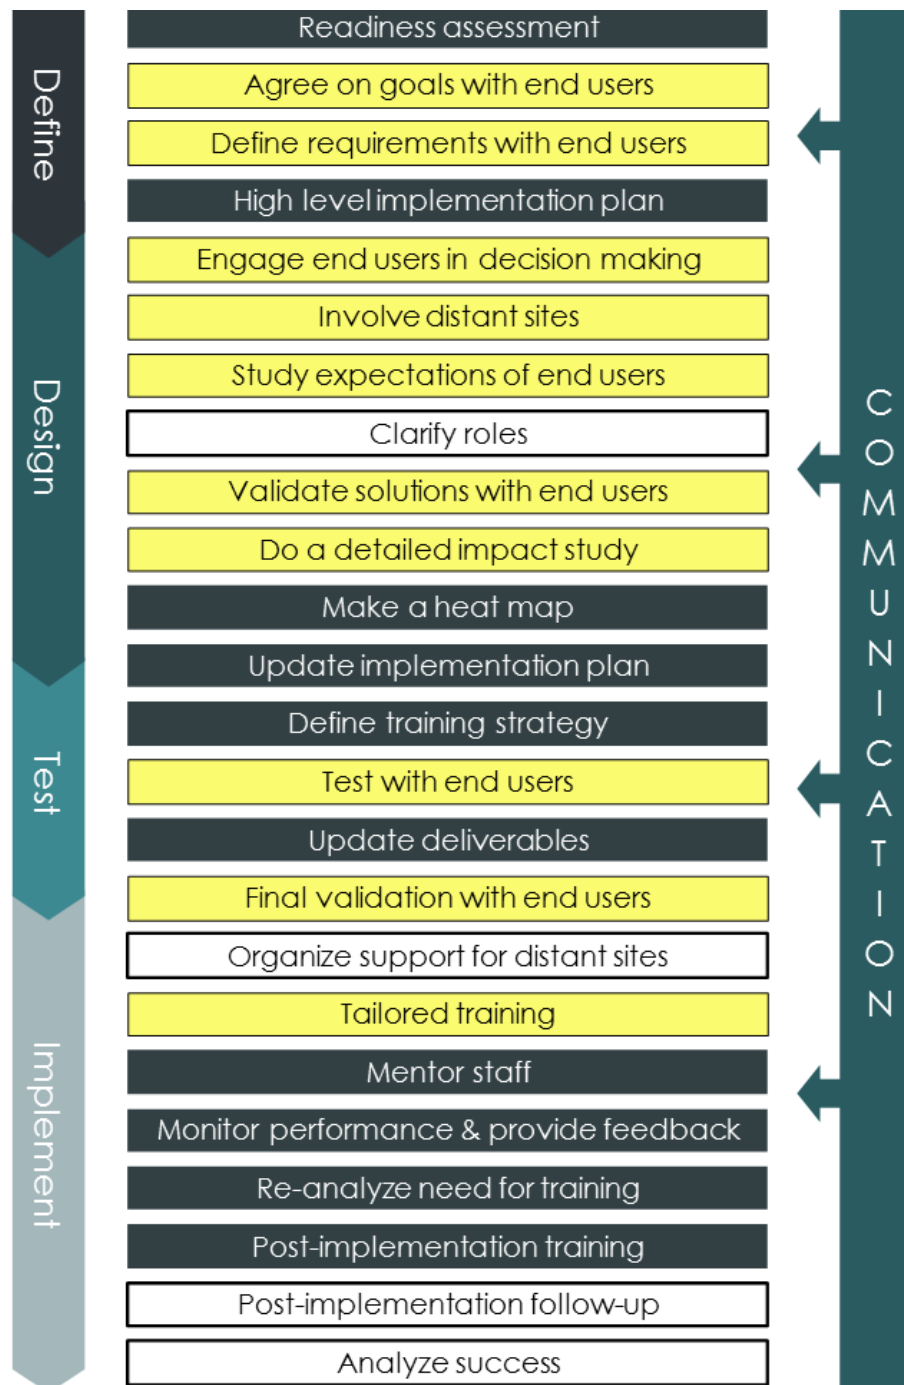 Define
Design
Test
Implement
Readiness assessment
Agree on goals with end users
Define requirements with end users
High level implementation plan
Engage end users in decision making
Involve distant sites
Study expectations of end users
Clarify roles
Validate solutions with end users
Do a detailed impact study
Make a heat map
Update implementation plan
Define training strategy
Test with end users
Update deliverables
Final validation with end users
Organize support for distant sites
Tailored training
Mentor staff
Monitor performance & provide feedback
Re-analyze need for training
Post-implementation training
Post-implementation follow-up
Analyze success
COMMUNICATION